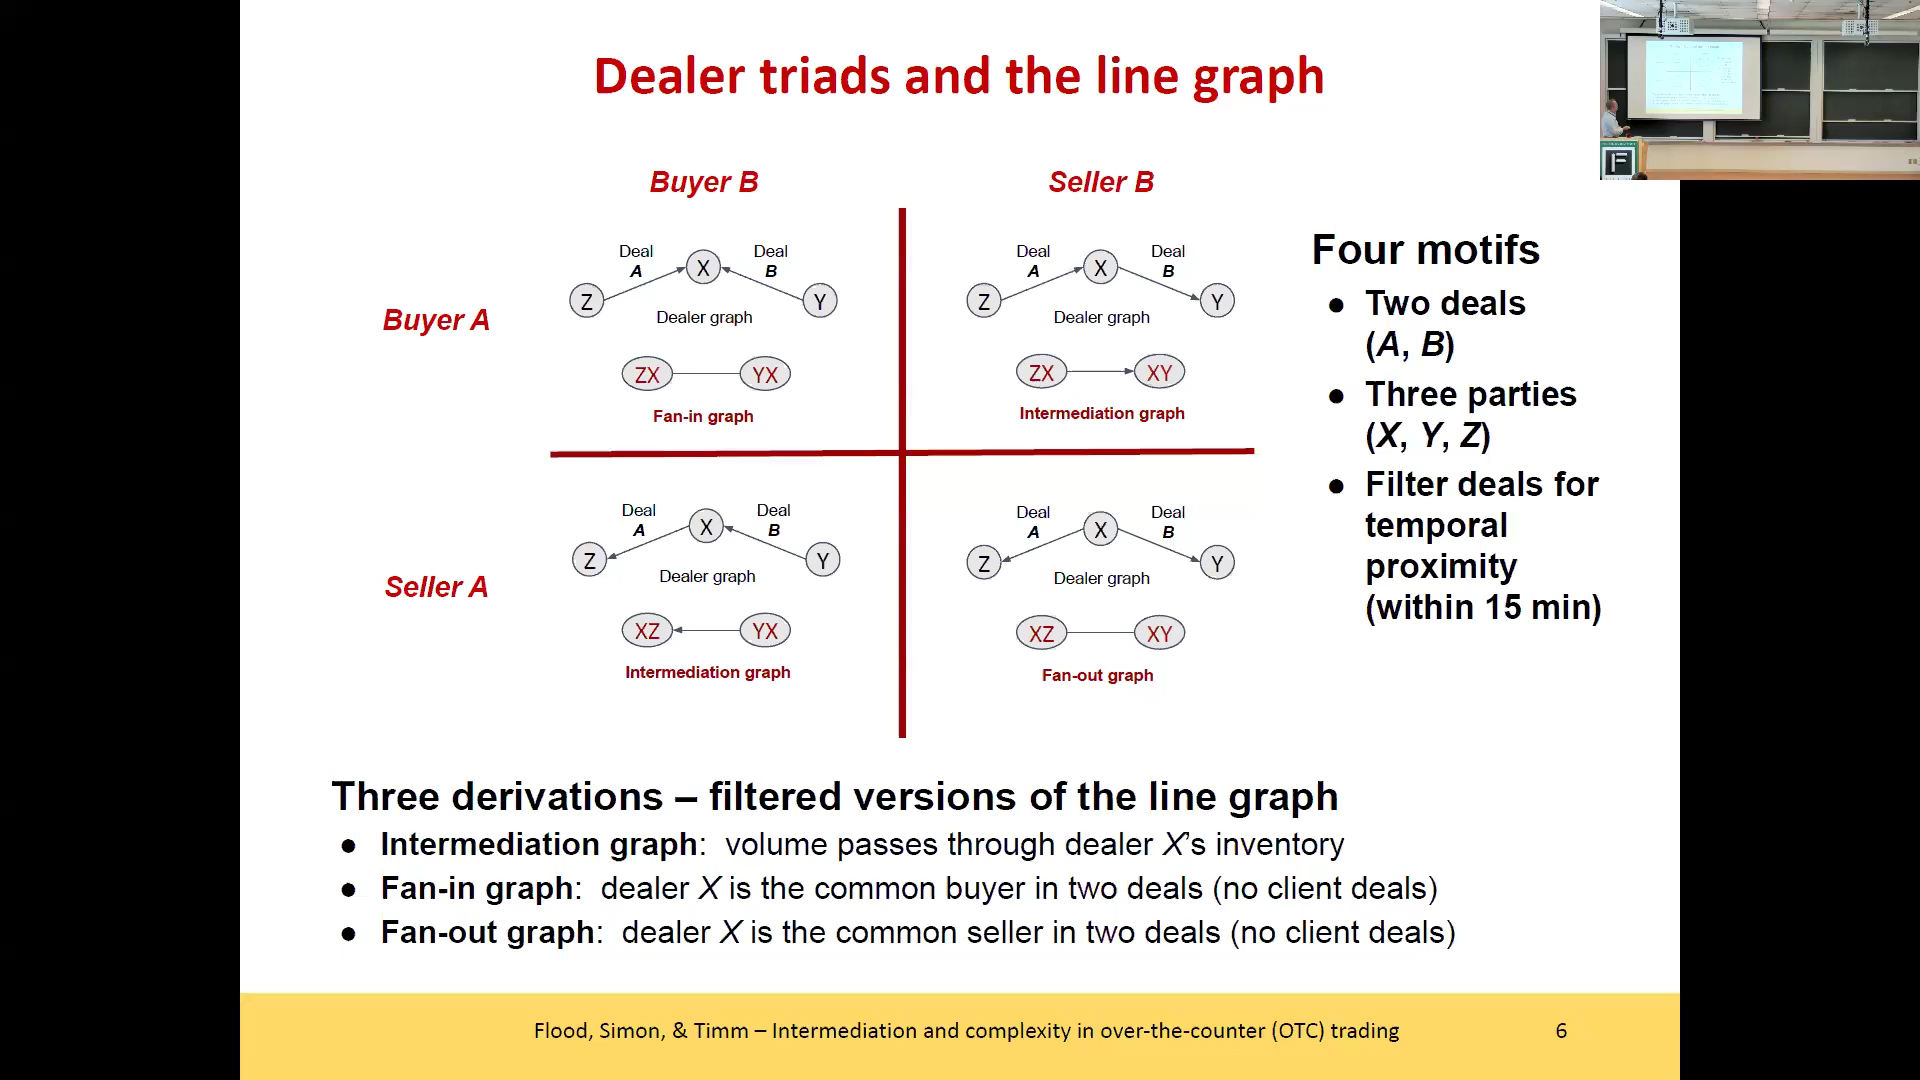 Dealer triads and the line graph
Buyer B
Seller B
Buyer A
Seller A
Deal
A
Deal
B
X
Z
Y
Dealer graph
ZX
YX
Fan-in graph
Deal
A
Deal
B
X
Z
Y
Dealer graph
ZX
XY
Intermediation graph
Deal
A
Deal
B
X
Z
Y
Dealer graph
XZ
YX
Intermediation graph
Deal
A
Deal
B
X
Z
Y
Dealer graph
XZ
XY
Fan-out graph
Four motifs
● Two deals
(A, B)
● Three parties
(X, Y, Z)
● Filter deals for
temporal
proximity
(within 15 min)
Three derivations – filtered versions of the line graph
● Intermediation graph: volume passes through dealer X's inventory
● Fan-in graph: dealer X is the common buyer in two deals (no client deals)
● Fan-out graph: dealer X is the common seller in two deals (no client deals)
Flood, Simon, & Timm – Intermediation and complexity in over-the-counter (OTC) trading
6